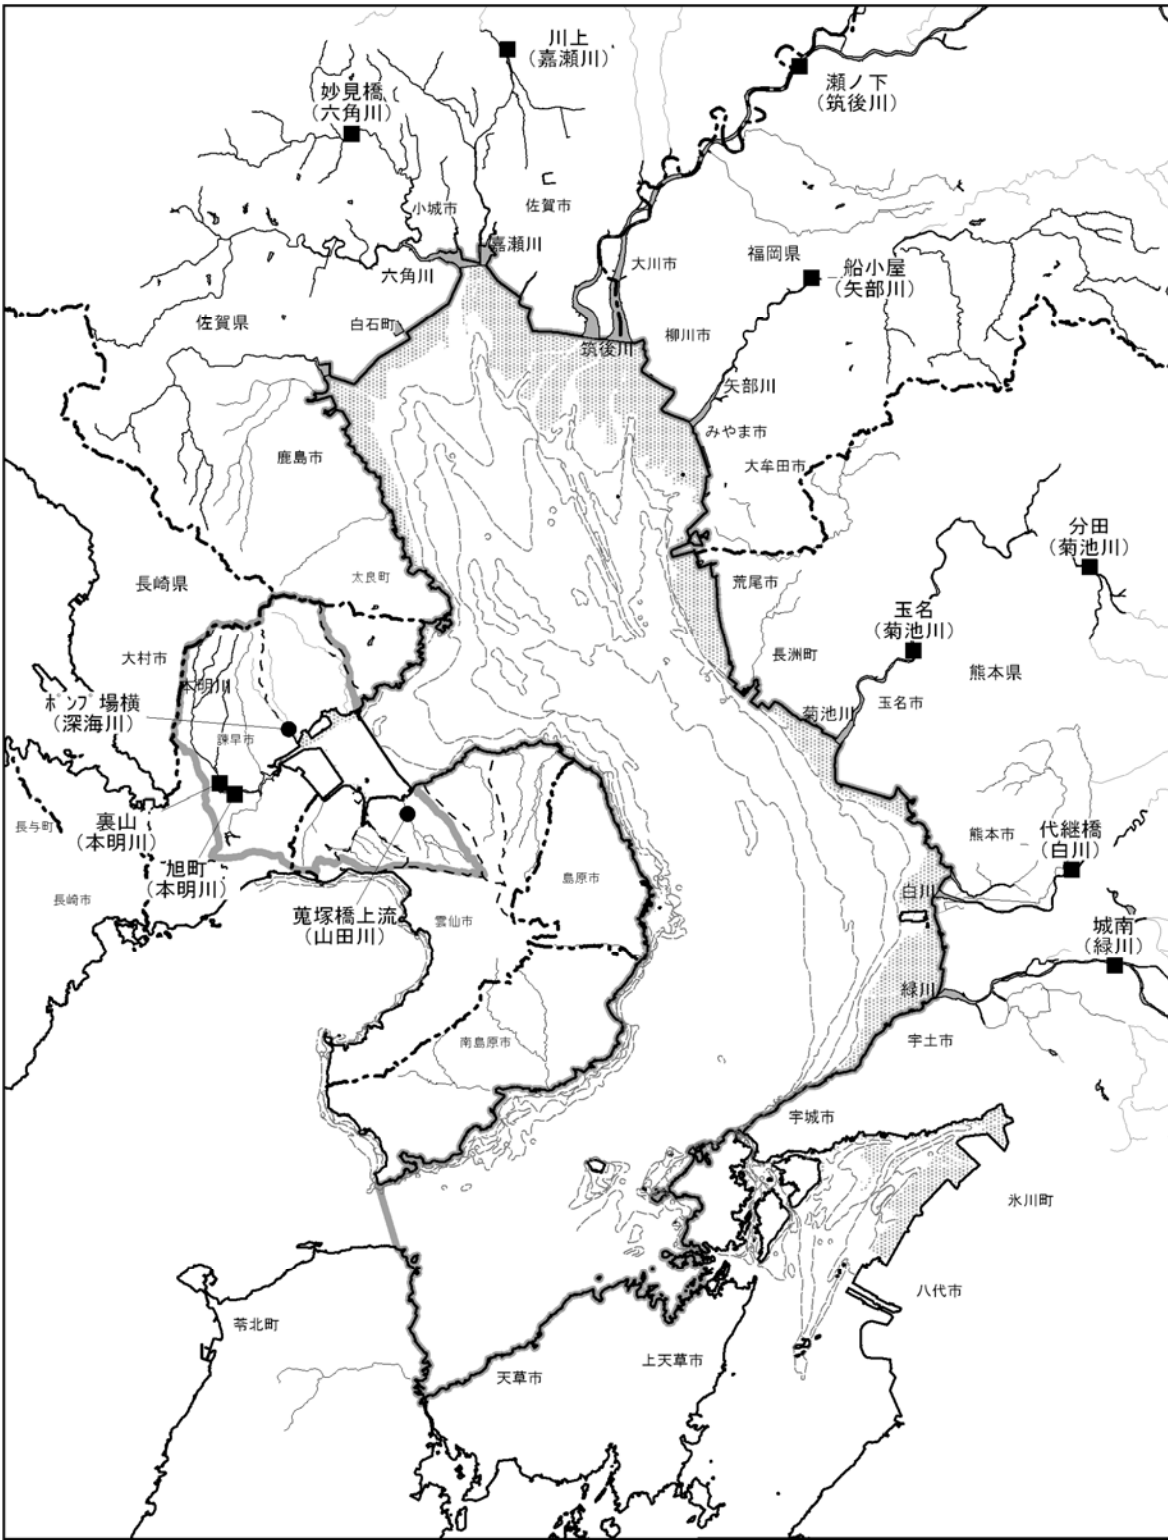 川上
（嘉瀬川）
瀬ノ下
（筑後川）
妙見橋
（六角川）
小城市
佐賀市
嘉瀬川
六角川
大川市
福岡県
船小屋
（矢部川）
佐賀県
白石町
筑後川
柳川市
矢部川
みやま市
大牟田市
鹿島市
分田
（菊池川）
長崎県
太良町
荒尾市
玉名
（菊池川）
大村市
本明川
長洲町
熊本県
ﾎﾟﾝﾌﾟ場横
（深海川）
諫早市
菊池川
玉名市
長与町
裏山
（本明川）
旭町
（本明川）
熊本市
代継橋
（白川）
長崎市
島原市
白川
菟塚橋上流
（山田川）
雲仙市
城南
（緑川）
緑川
南島原市
宇土市
宇城市
氷川町
八代市
苓北町
上天草市
天草市